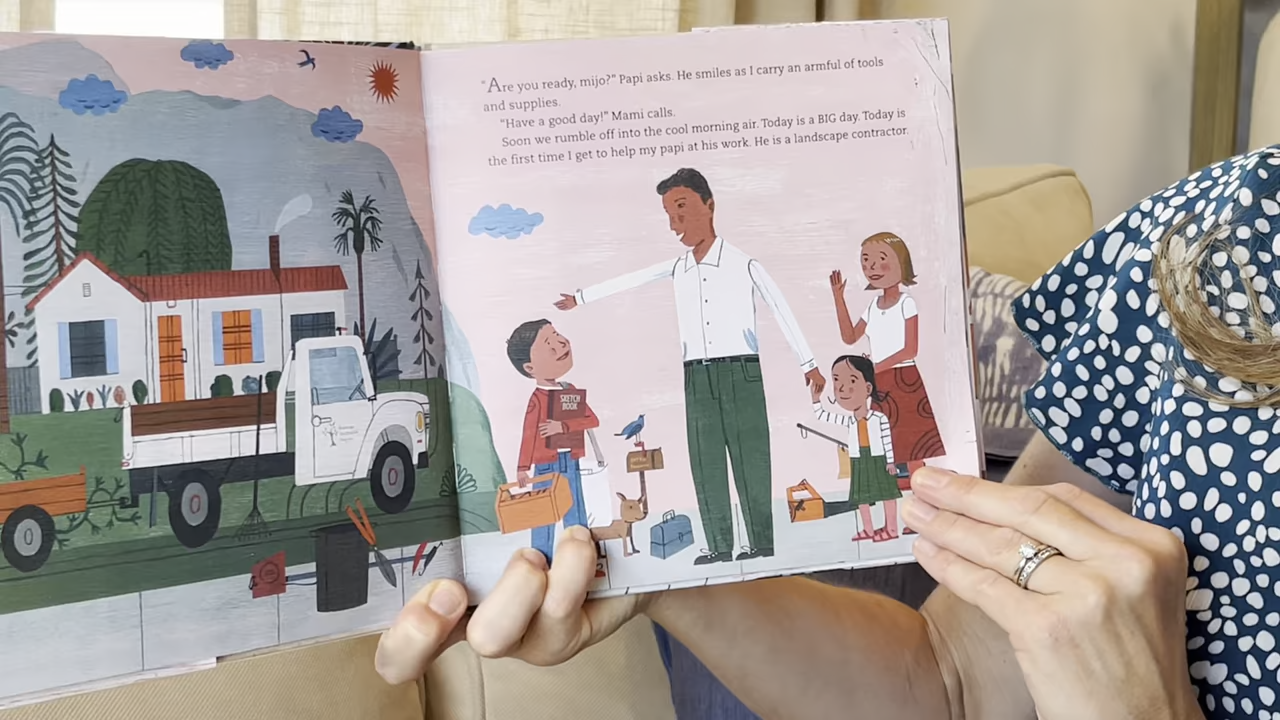 "Are you ready, mijo?" Papi asks. He smiles as I carry an armful of tools
and supplies.
"Have a good day!" Mami calls.
Soon we rumble off into the cool morning air. Today is a BIG day. Today is
the first time I get to help my papi at his work. He is a landscape contractor.
SKETCH
BOOK